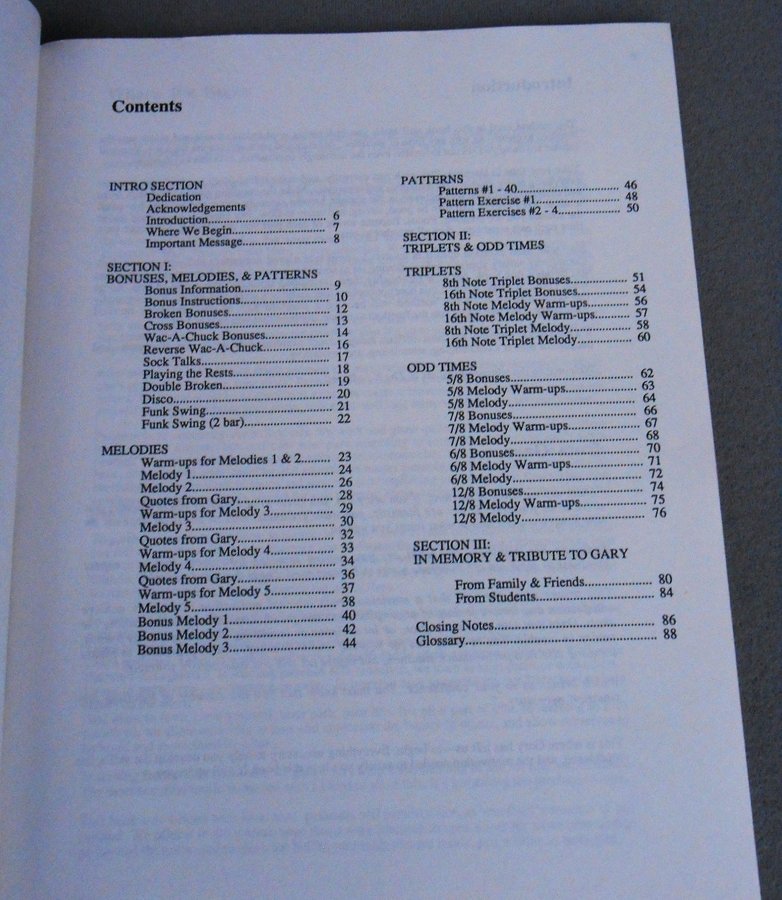 Contents
INTRO SECTION
Dedication
Acknowledgements
Introduction................................. 6
Where We Begin.......................... 7
Important Message....................... 8
SECTION I:
BONUSES, MELODIES, & PATTERNS
Bonus Information........................ 9
Bonus Instructions........................ 10
Broken Bonuses........................... 12
Cross Bonuses.............................. 13
Wac-A-Chuck Bonuses................. 14
Reverse Wac-A-Chuck.................. 16
Sock Talks................................... 17
Playing the Rests.......................... 18
Double Broken............................. 19
Disco........................................... 20
Funk Swing.................................. 21
Funk Swing (2 bar)....................... 22
MELODIES
Warm-ups for Melodies 1 & 2........ 23
Melody 1...................................... 24
Melody 2...................................... 26
Quotes from Gary......................... 28
Warm-ups for Melody 3................ 29
Melody 3...................................... 30
Quotes from Gary......................... 32
Warm-ups for Melody 4................ 33
Melody 4...................................... 34
Quotes from Gary......................... 36
Warm-ups for Melody 5................ 37
Melody 5...................................... 38
Bonus Melody 1........................... 40
Bonus Melody 2........................... 42
Bonus Melody 3........................... 44
PATTERNS
Patterns #1 - 40............................. 46
Pattern Exercise #1........................ 48
Pattern Exercises #2 - 4.................. 50
SECTION II:
TRIPLETS & ODD TIMES
TRIPLETS
8th Note Triplet Bonuses................ 51
16th Note Triplet Bonuses.............. 54
8th Note Melody Warm-ups........... 56
16th Note Melody Warm-ups......... 57
8th Note Triplet Melody................. 58
16th Note Triplet Melody............... 60
ODD TIMES
5/8 Bonuses.................................. 62
5/8 Melody Warm-ups................... 63
5/8 Melody................................... 64
7/8 Bonuses.................................. 66
7/8 Melody Warm-ups................... 67
7/8 Melody................................... 68
6/8 Bonuses.................................. 70
6/8 Melody Warm-ups................... 71
6/8 Melody................................... 72
12/8 Bonuses................................ 74
12/8 Melody Warm-ups................. 75
12/8 Melody................................. 76
SECTION III:
IN MEMORY & TRIBUTE TO GARY
From Family & Friends.................. 80
From Students............................... 84
Closing Notes............................................. 86
Glossary..................................................... 88